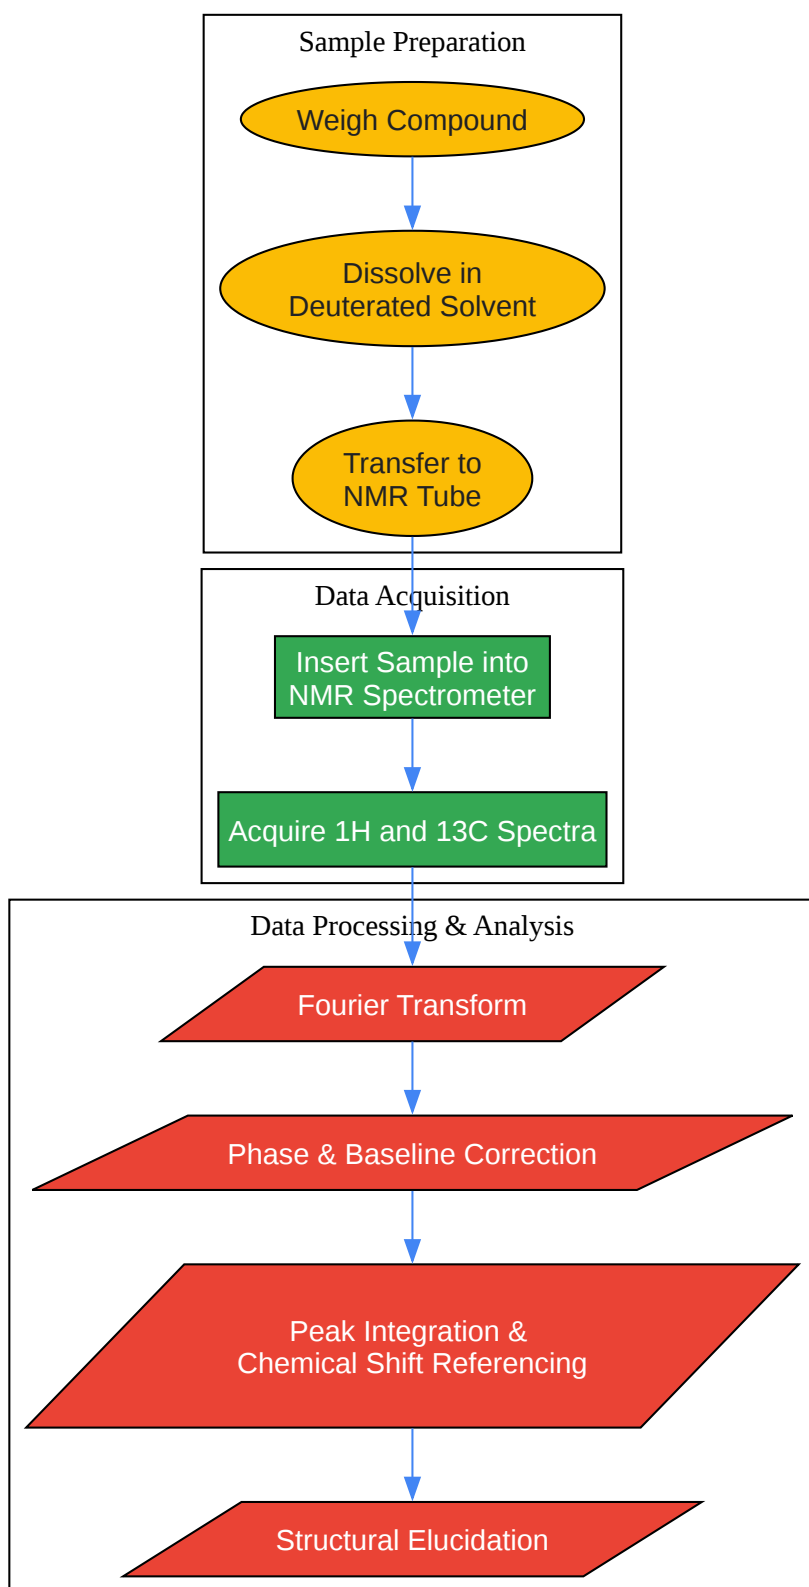 Sample Preparation
Weigh Compound
Dissolve in
Deuterated Solvent
Transfer to
NMR Tube
Data Acquisition
Insert Sample into
NMR Spectrometer
Acquire 1H and 13C Spectra
Data Processing & Analysis
Fourier Transform
Phase & Baseline Correction
Peak Integration &
Chemical Shift Referencing
Structural Elucidation